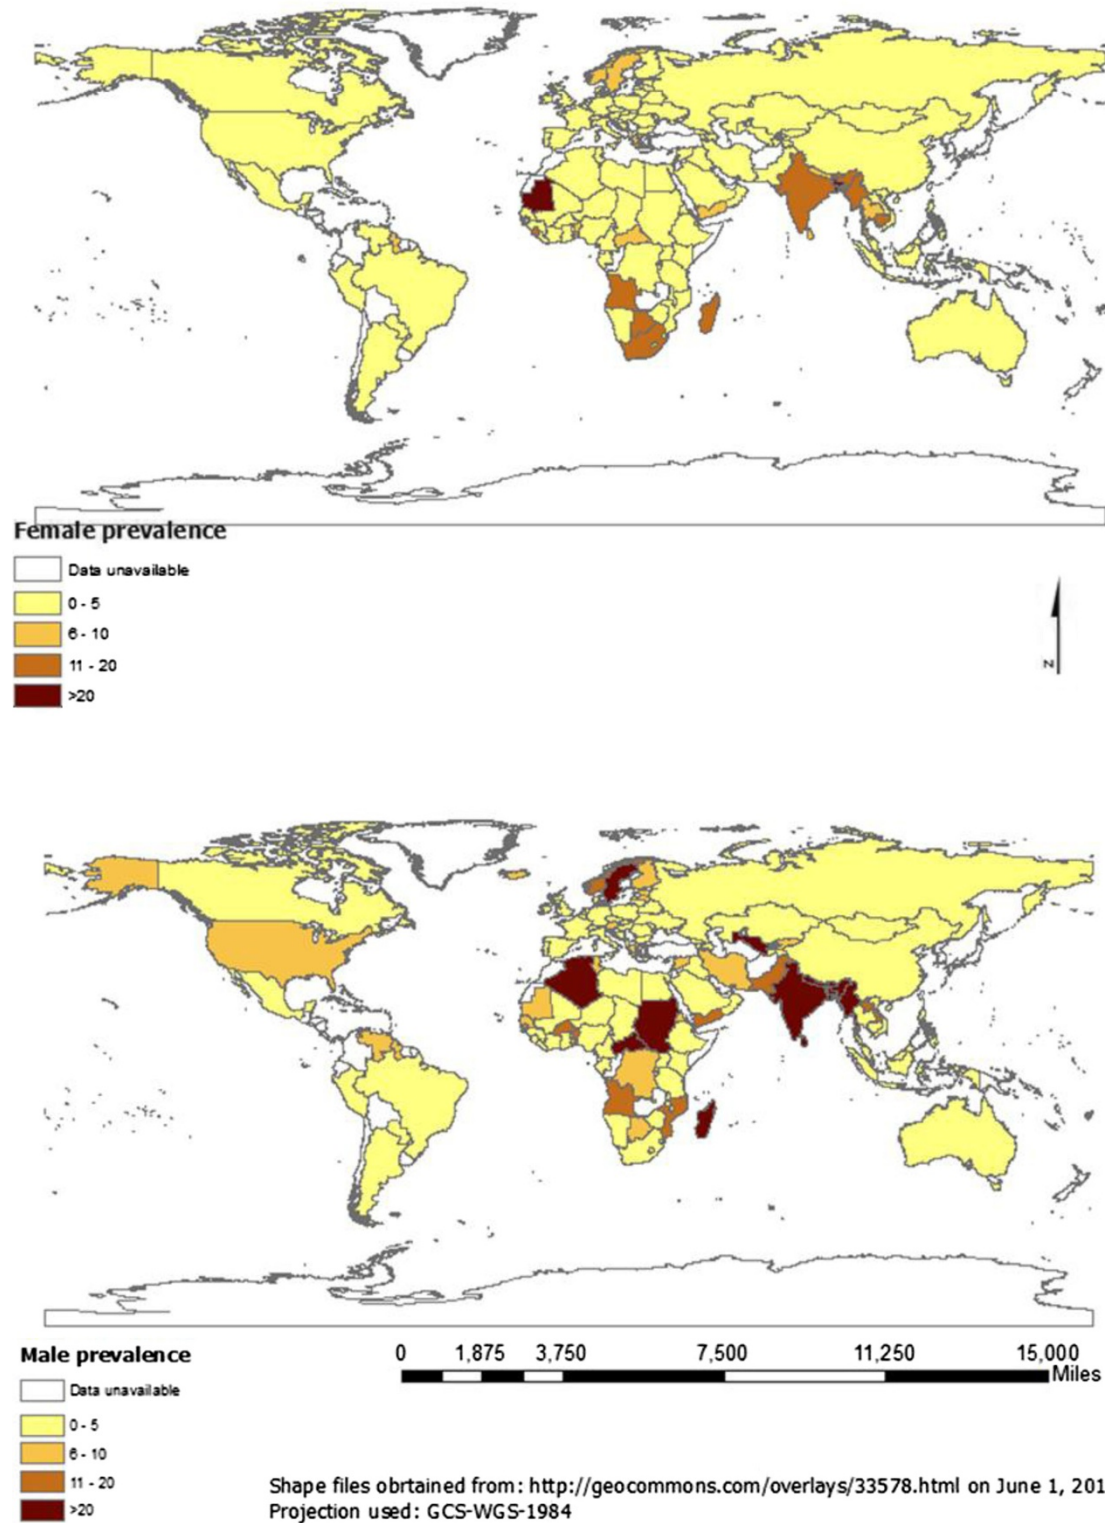 Female prevalence
Data unavailable
0 - 5
6 - 10
11 - 20
>20
N
Male prevalence
Data unavailable
0 - 5
6 - 10
11 - 20
>20
0 1,875 3,750 7,500 11,250 15,000
Miles
Shape files obrtained from: http://geocommons.com/overlays/33578.html on June 1, 201
Projection used: GCS-WGS-1984